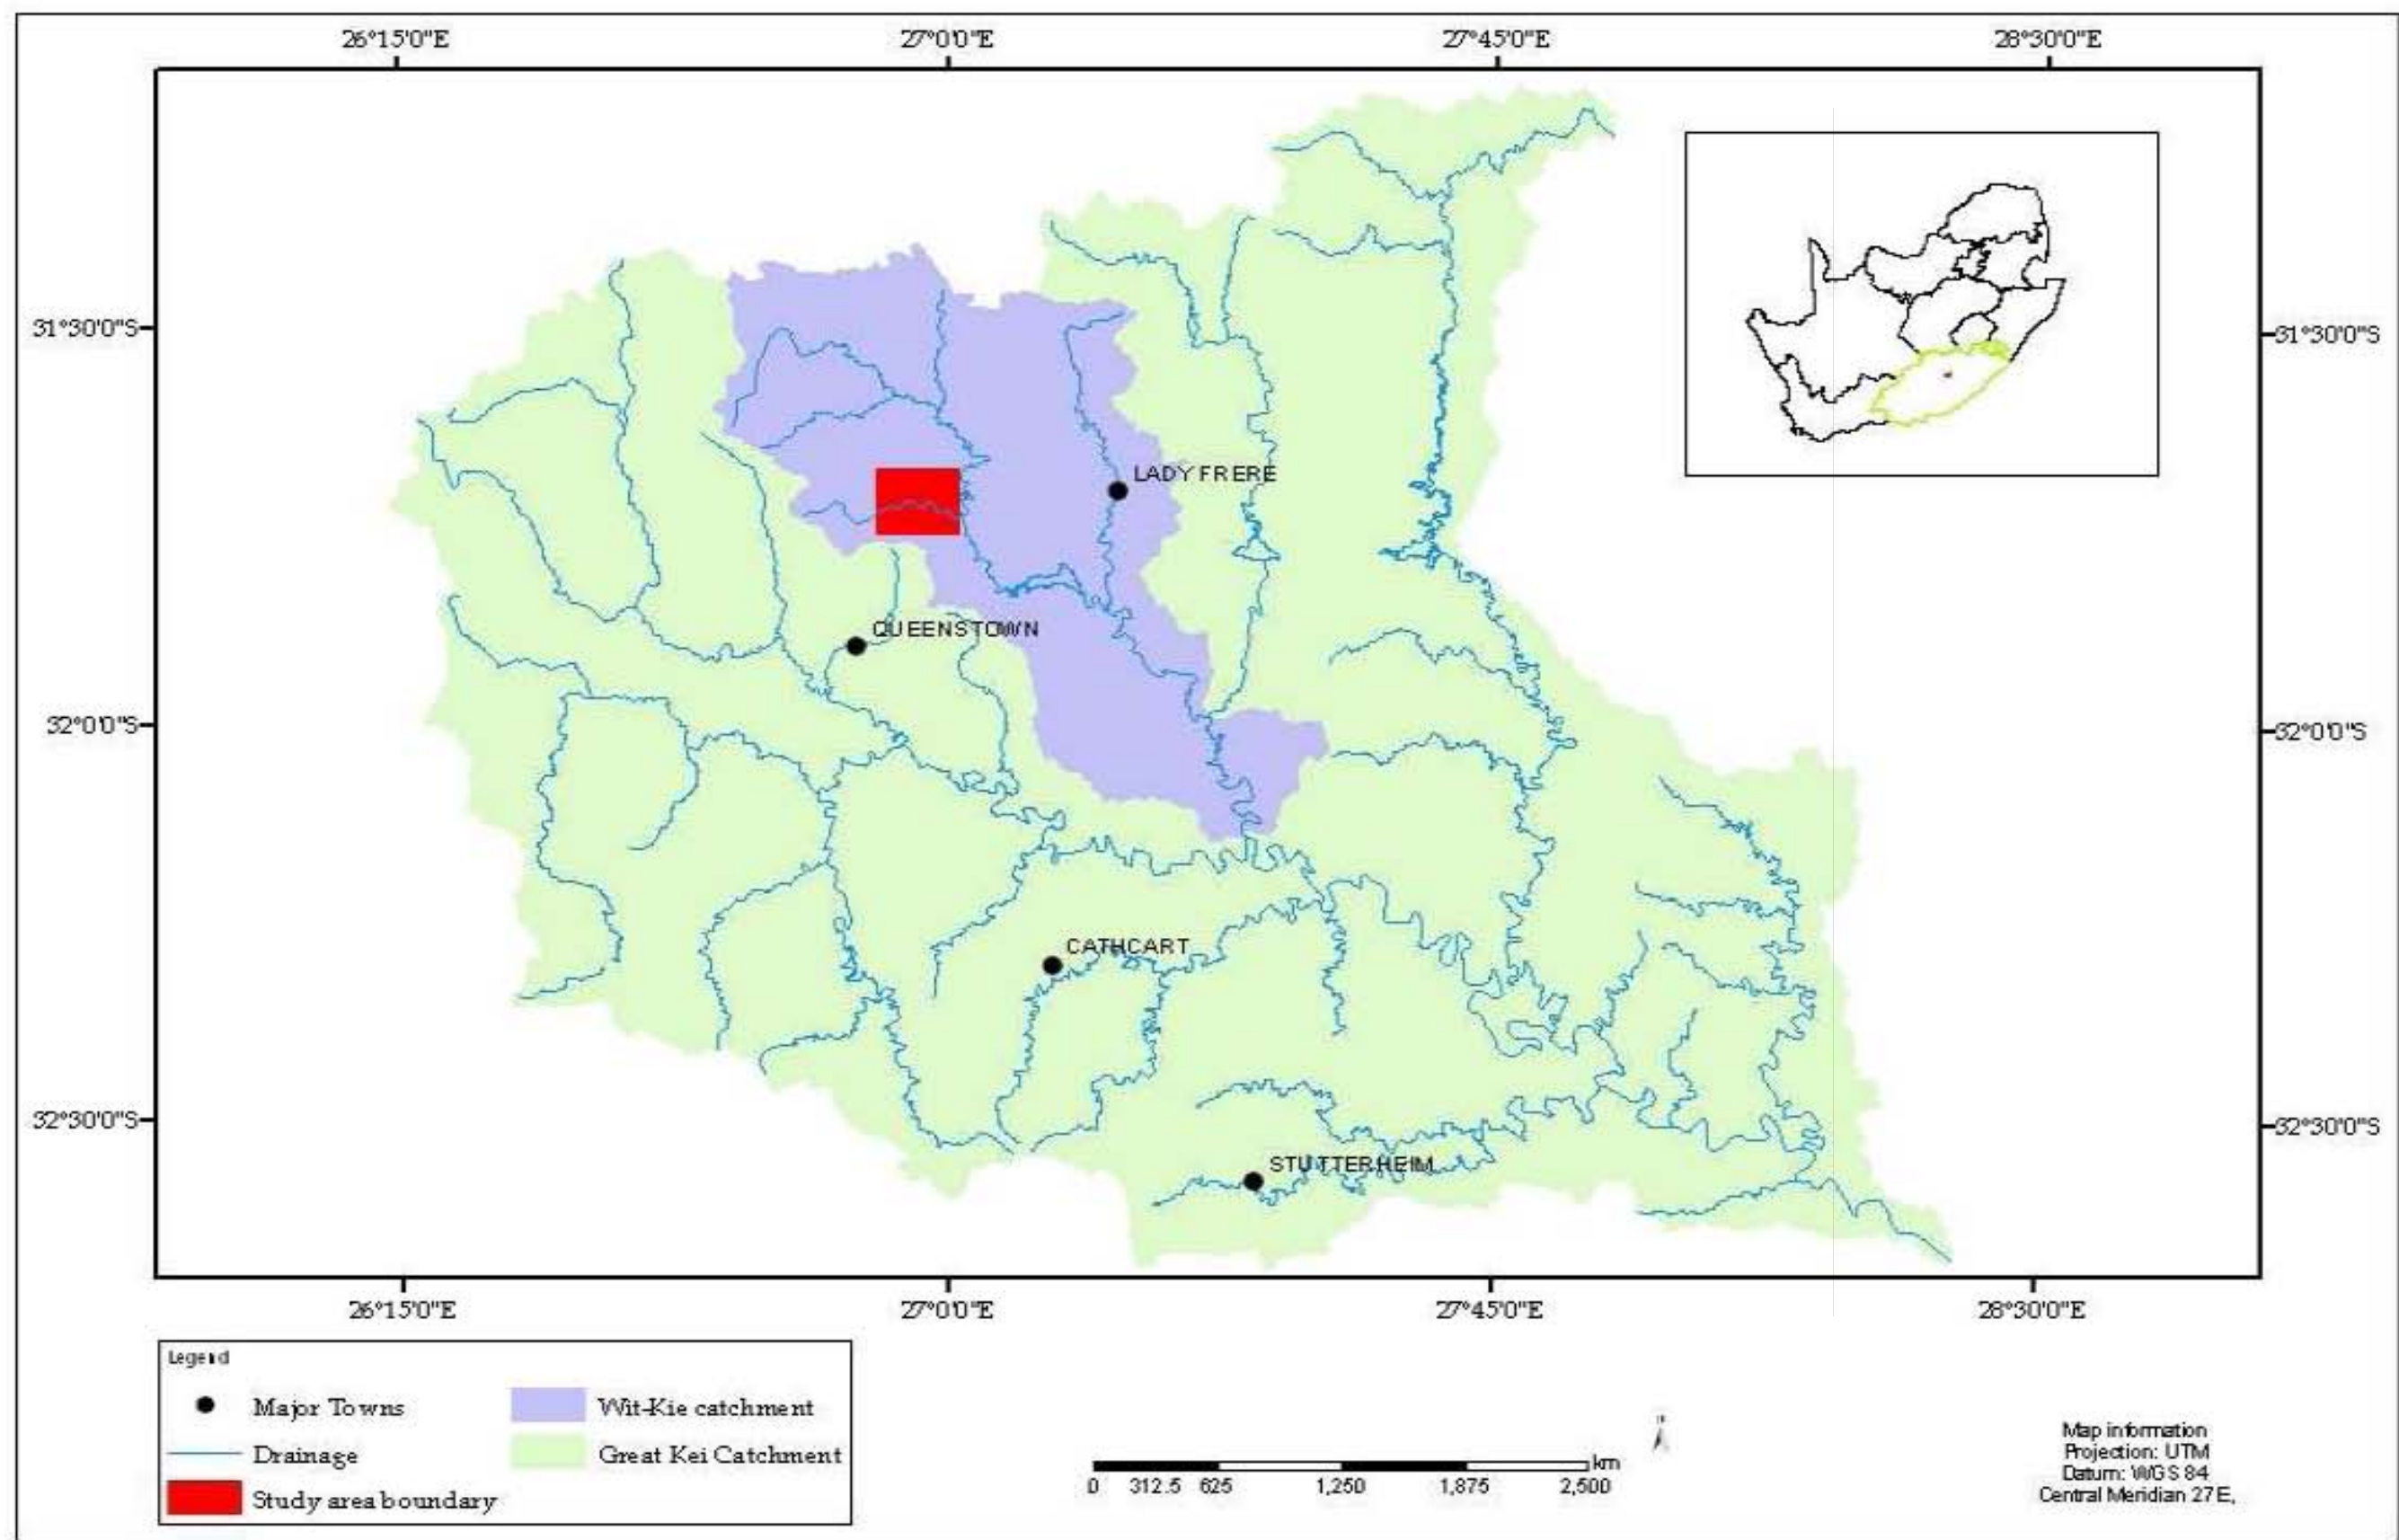 26°15'0"E 27°0'0"E 27°45'0"E 28°30'0"E
31°30'0"S 31°30'0"S
LADY FRERE
QUEENSTOWN
32°0'0"S 32°0'0"S
CATHCART
32°30'0"S 32°30'0"S
STUTTERHEIM
26°15'0"E 27°0'0"E 27°45'0"E 28°30'0"E
Legend
Major Towns
Drainage
Study area boundary
Wit-Kie catchment
Great Kei Catchment
km
0 312.5 625 1,250 1,875 2,500
Map information
Projection: UTM
Datum: WGS 84
Central Meridian 27 E,